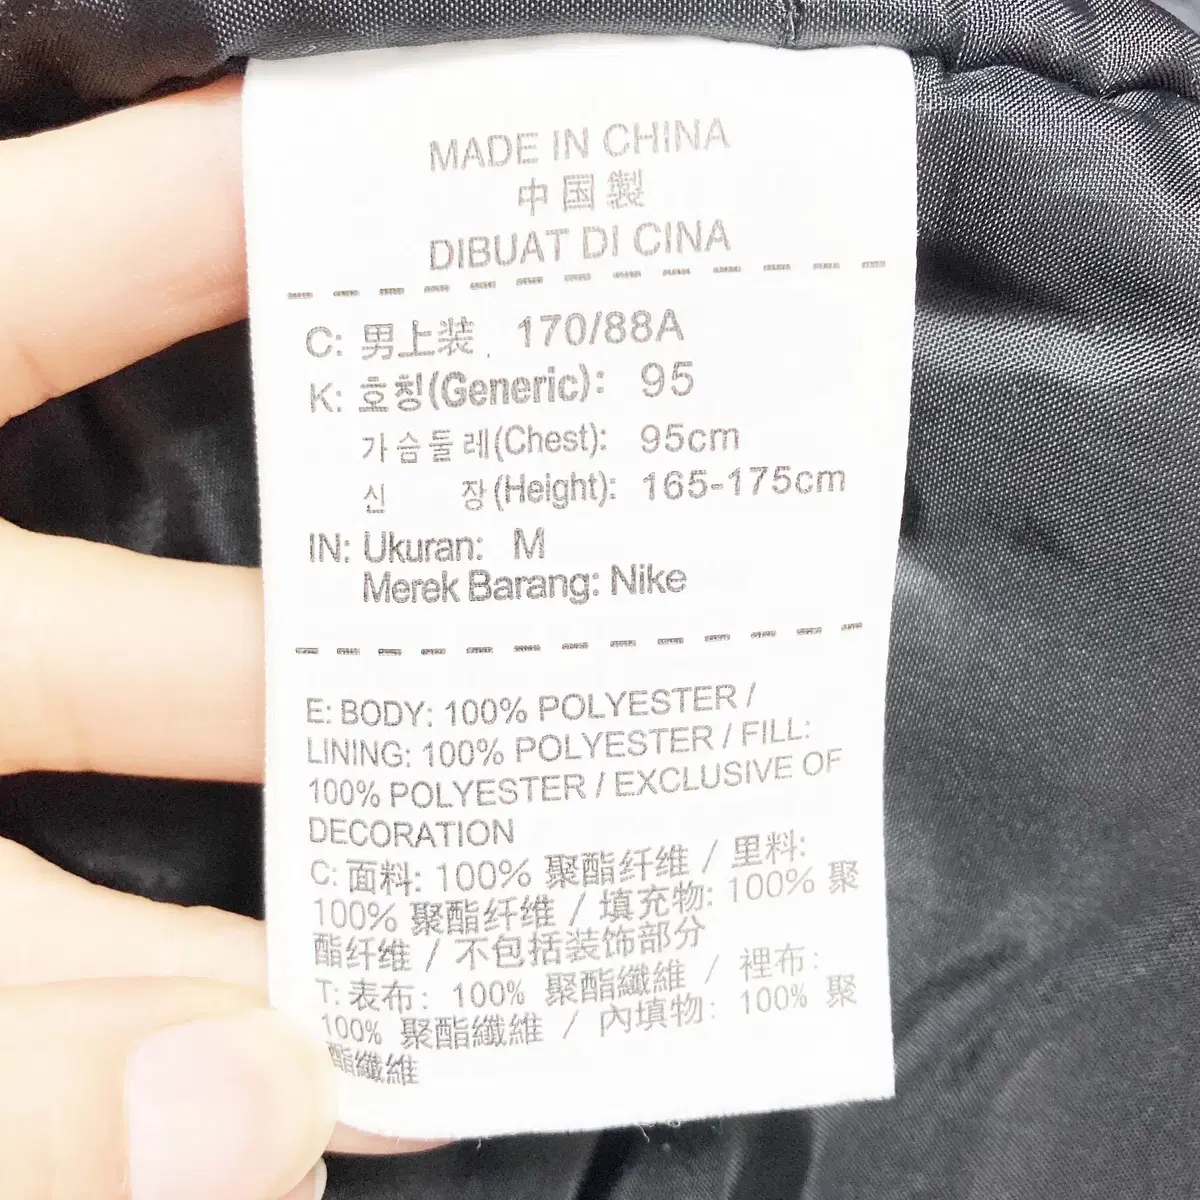 MADE IN CHINA
中国製
DIBUAT DI CINA
C: 男上装 170/88A
K: 호칭(Generic): 95
가슴둘레(Chest): 95cm
신 장(Height): 165-175cm
IN: Ukuran: M
Merek Barang: Nike
E: BODY: 100% POLYESTER /
LINING: 100% POLYESTER / FILL:
100% POLYESTER / EXCLUSIVE OF
DECORATION
C: 面料: 100% 聚酯纤维 / 里料:
100% 聚酯纤维 / 填充物: 100% 聚
酯纤维 / 不包括装饰部分
T: 表布: 100% 聚酯纖維 / 裡布:
100% 聚酯纖維 / 內填物: 100% 聚
酯纖維